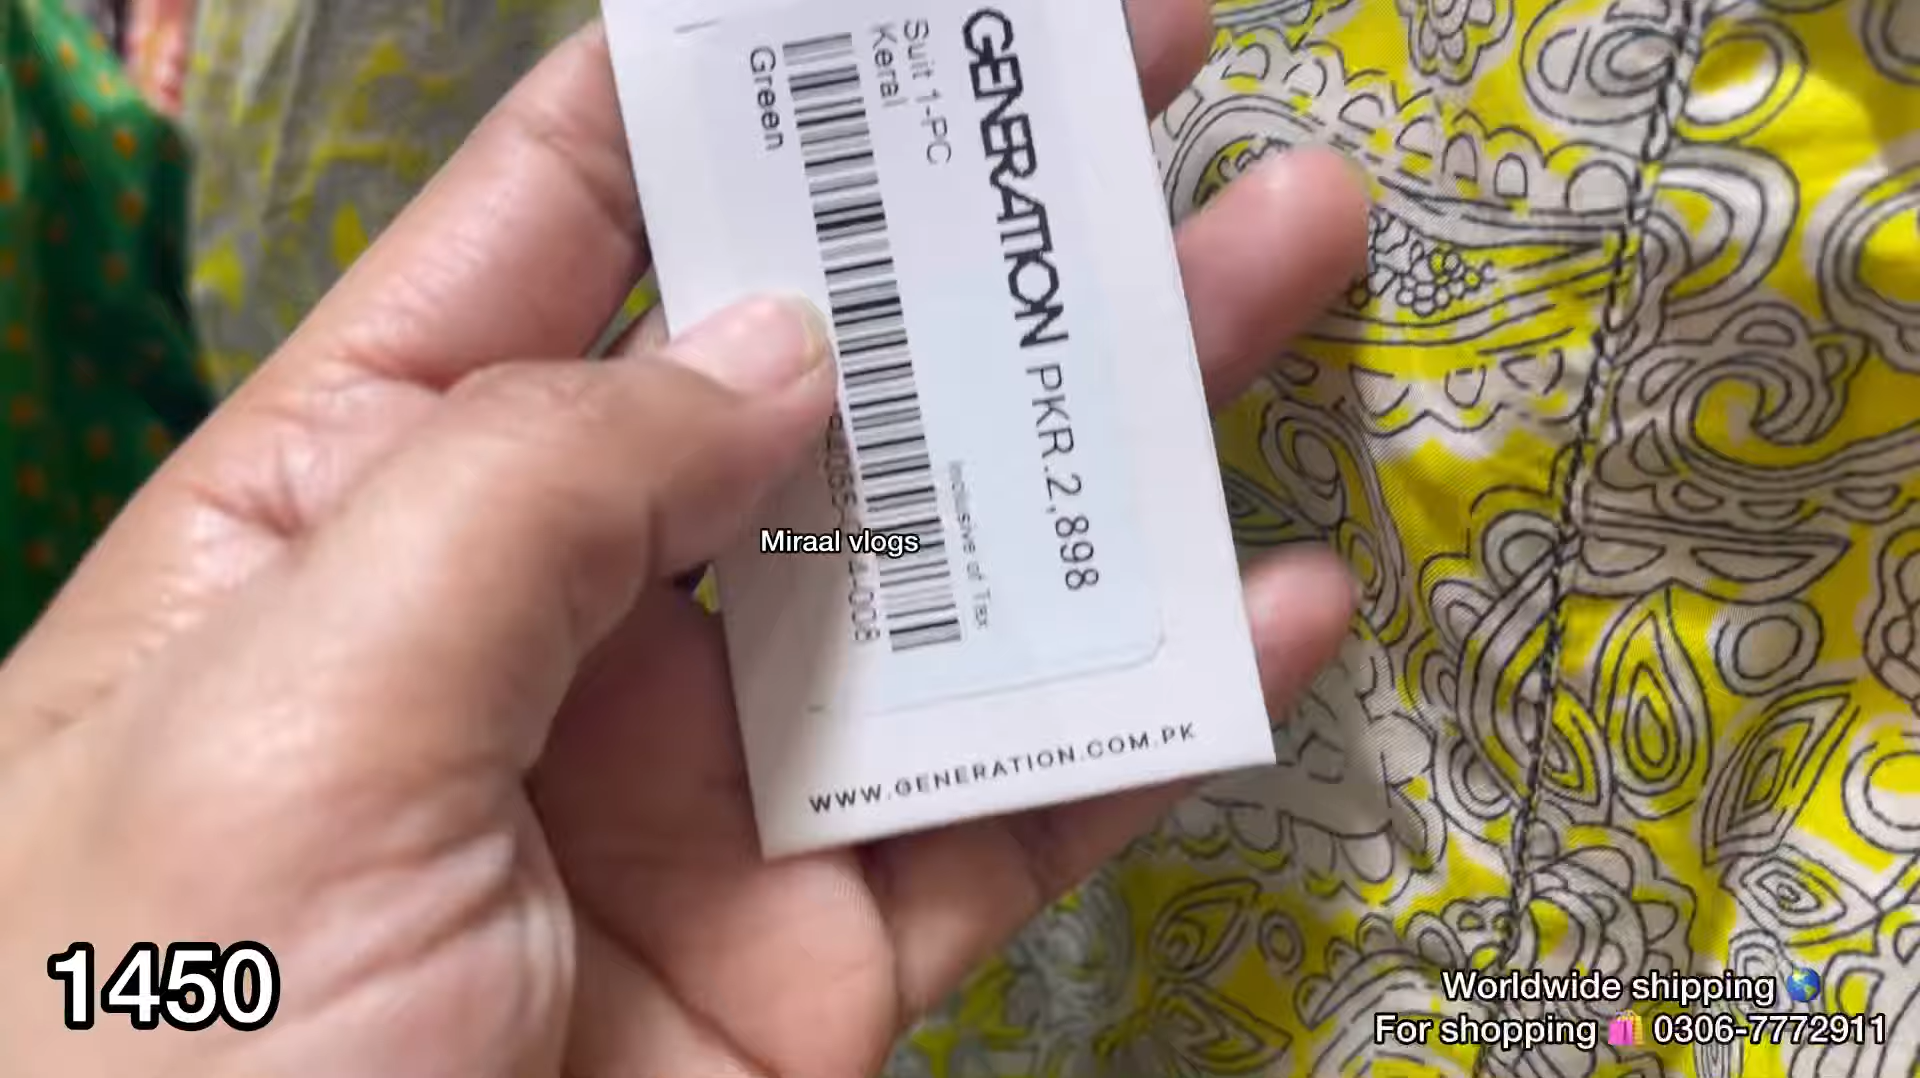 GENERATION PKR.2,898
Inclusive of Tax
Suit 1-PC
Keral
Green
WWW.GENERATION.COM.PK
Miraal vlogs
1450
Worldwide shipping 🌎
For shopping 🛍️ 0306-7772911